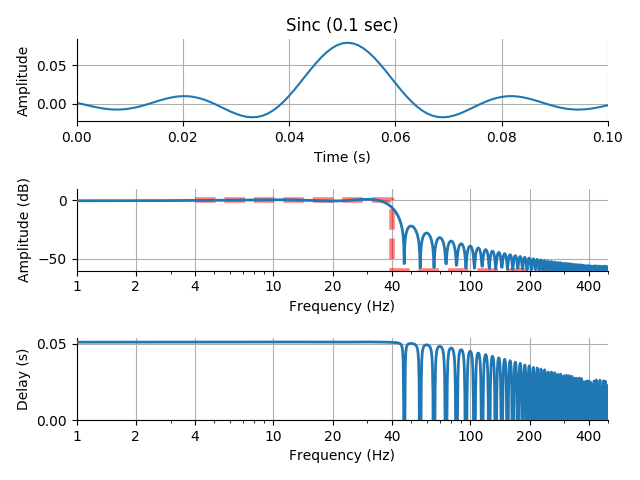 Sinc (0.1 sec)
Amplitude
0.05
0.00
0.00 0.02 0.04 0.06 0.08 0.10
Time (s)
Amplitude (dB)
0
−50
1 2 4 10 20 40 100 200 400
Frequency (Hz)
Delay (s)
0.05
0.00
1 2 4 10 20 40 100 200 400
Frequency (Hz)